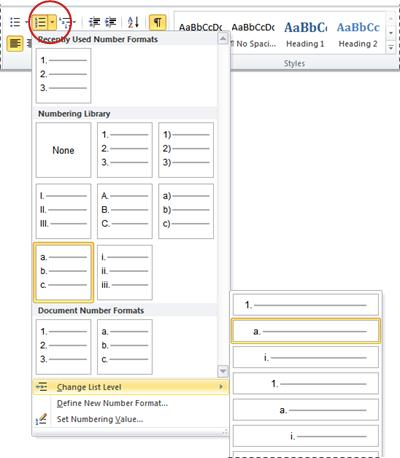 AaBbCcDc AaBbCcDc AaBbC AaBbCc
¶ No Spaci... Heading 1 Heading 2
Styles
Recently Used Number Formats
1.
2.
3.
Numbering Library
None
1.
2.
3.
1)
2)
3)
I.
II.
III.
A.
B.
C.
a)
b)
c)
a.
b.
c.
i.
ii.
iii.
Document Number Formats
1.
2.
3.
a.
b.
c.
Change List Level
Define New Number Format...
Set Numbering Value...
1.
a.
i.
1.
a.
i.